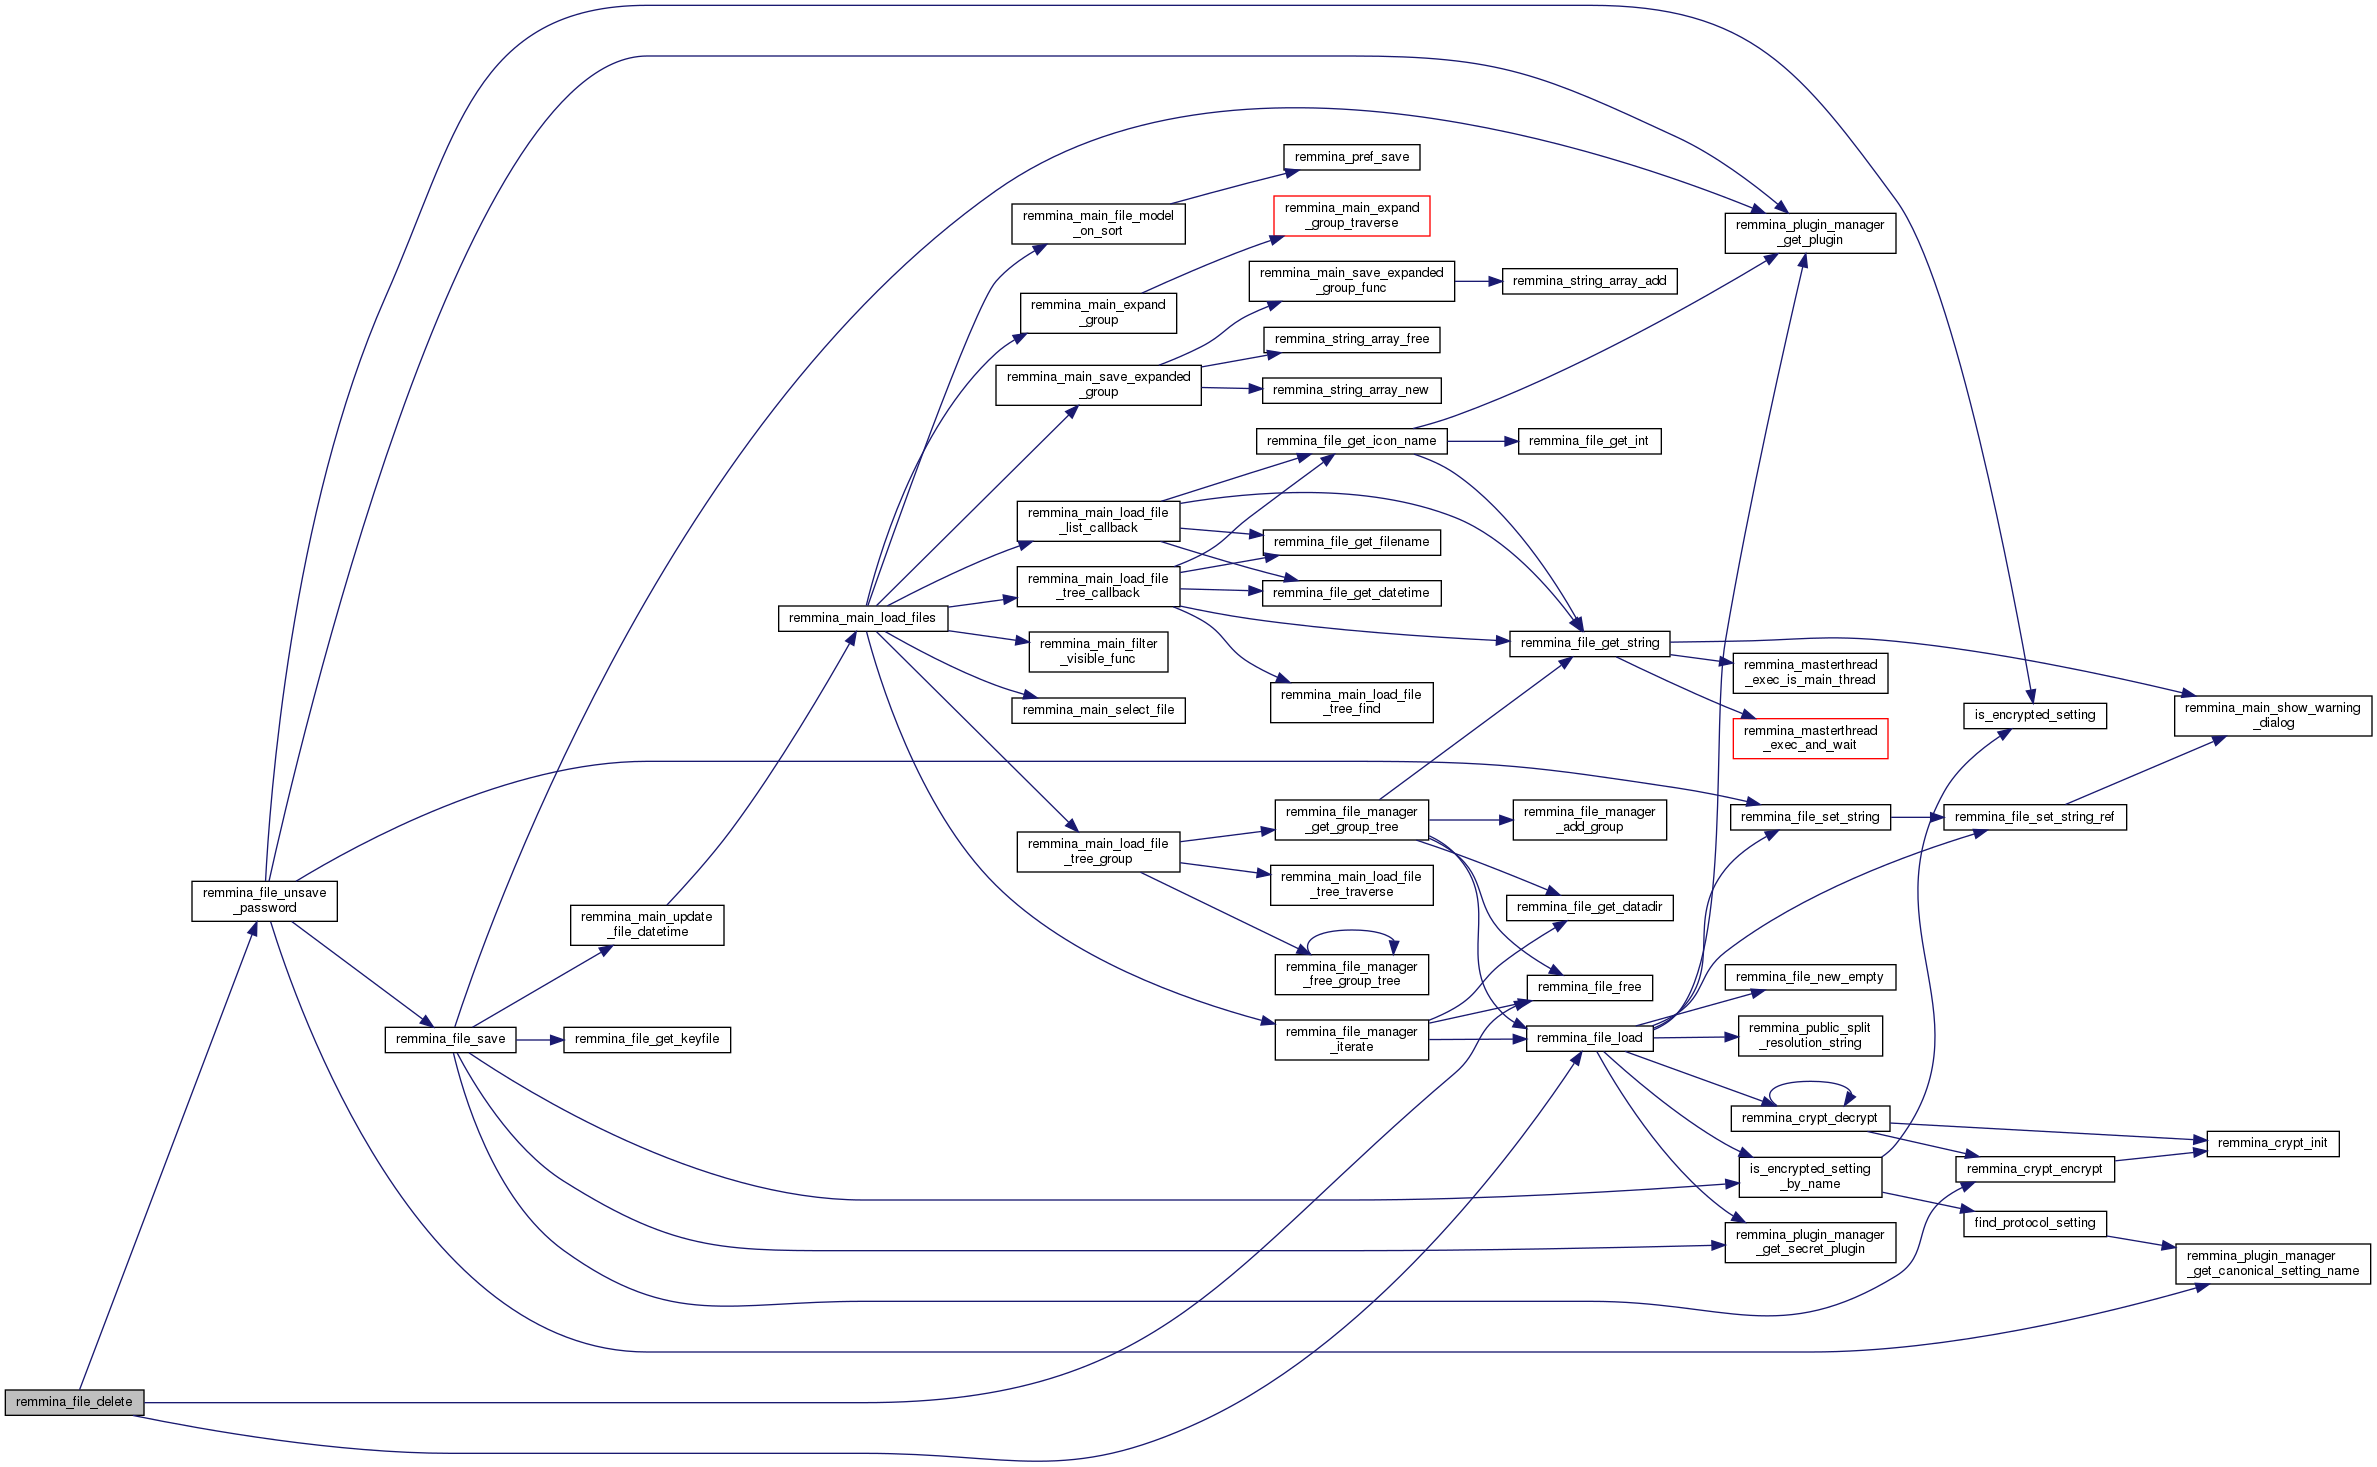 remmina_pref_save
remmina_main_file_model
_on_sort
remmina_main_expand
_group_traverse
remmina_plugin_manager
_get_plugin
remmina_main_save_expanded
_group_func
remmina_string_array_add
remmina_main_expand
_group
remmina_string_array_free
remmina_main_save_expanded
_group
remmina_string_array_new
remmina_file_get_icon_name
remmina_file_get_int
remmina_main_load_file
_list_callback
remmina_file_get_filename
remmina_main_load_file
_tree_callback
remmina_file_get_datetime
remmina_main_load_files
remmina_main_filter
_visible_func
remmina_file_get_string
remmina_masterthread
_exec_is_main_thread
remmina_main_select_file
remmina_main_load_file
_tree_find
remmina_masterthread
_exec_and_wait
is_encrypted_setting
remmina_main_show_warning
_dialog
remmina_file_manager
_get_group_tree
remmina_file_manager
_add_group
remmina_file_set_string
remmina_file_set_string_ref
remmina_main_load_file
_tree_group
remmina_main_load_file
_tree_traverse
remmina_file_unsave
_password
remmina_main_update
_file_datetime
remmina_file_get_datadir
remmina_file_manager
_free_group_tree
remmina_file_free
remmina_file_new_empty
remmina_file_save
remmina_file_get_keyfile
remmina_file_manager
_iterate
remmina_file_load
remmina_public_split
_resolution_string
remmina_crypt_decrypt
remmina_crypt_init
is_encrypted_setting
_by_name
remmina_crypt_encrypt
find_protocol_setting
remmina_plugin_manager
_get_secret_plugin
remmina_plugin_manager
_get_canonical_setting_name
remmina_file_delete